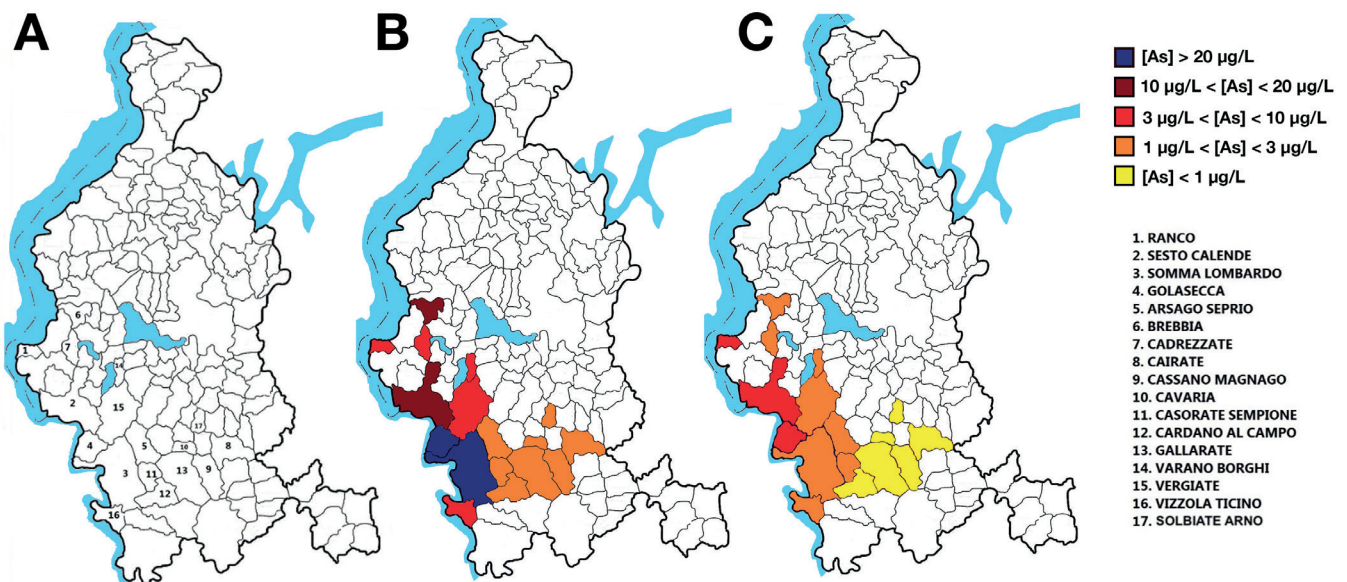 A
B
C
[As] > 20 µg/L
10 µg/L < [As] < 20 µg/L
3 µg/L < [As] < 10 µg/L
1 µg/L < [As] < 3 µg/L
[As] < 1 µg/L
1. RANCO
2. SESTO CALENDE
3. SOMMA LOMBARDO
4. GOLASECCA
5. ARSAGO SEPRIO
6. BREBBIA
7. CADREZZATE
8. CAIRATE
9. CASSANO MAGNAGO
10. CAVARIA
11. CASORATE SEMPIONE
12. CARDANO AL CAMPO
13. GALLARATE
14. VARANO BORGHI
15. VERGIATE
16. VIZZOLA TICINO
17. SOLBIATE ARNO
6
1
7
14
2
15
17
4
5
10
8
3
11
13
9
12
16